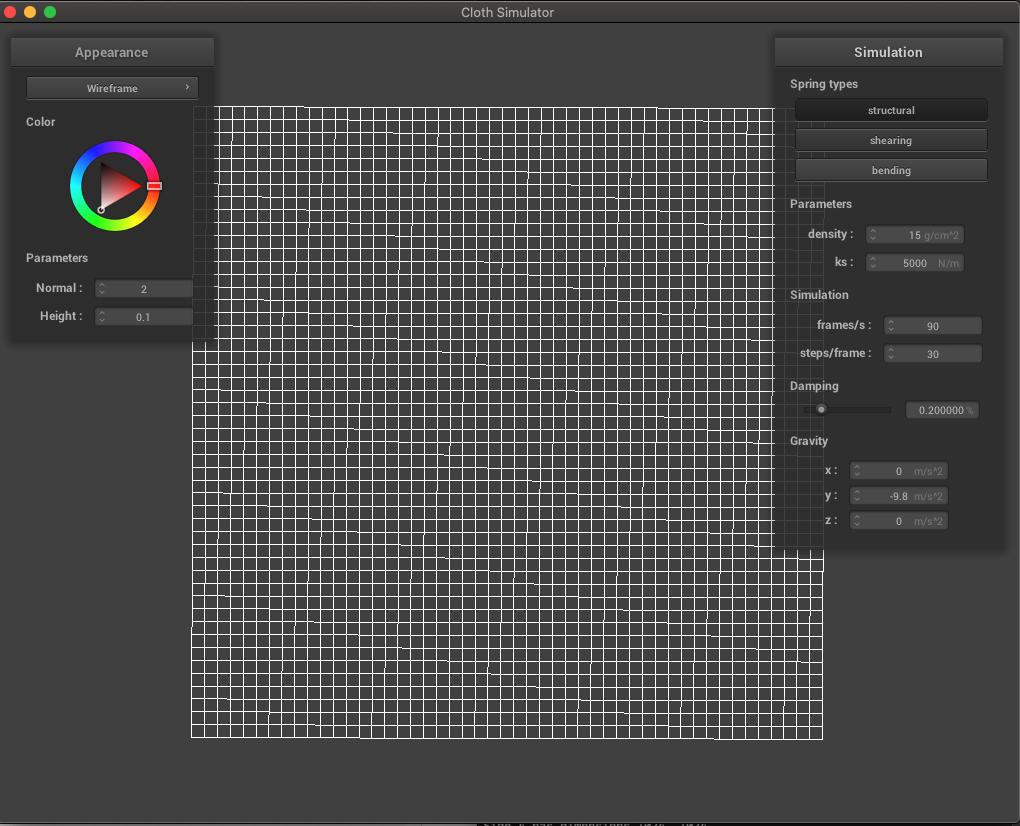 Cloth Simulator
Appearance
Wireframe
Color
Parameters
Normal : 2
Height : 0.1
Simulation
Spring types
structural
shearing
bending
Parameters
density : 15 g/cm^2
ks : 5000 N/m
Simulation
frames/s : 90
steps/frame : 30
Damping
0.200000 %
Gravity
x : 0 m/s^2
y : -9.8 m/s^2
z : 0 m/s^2